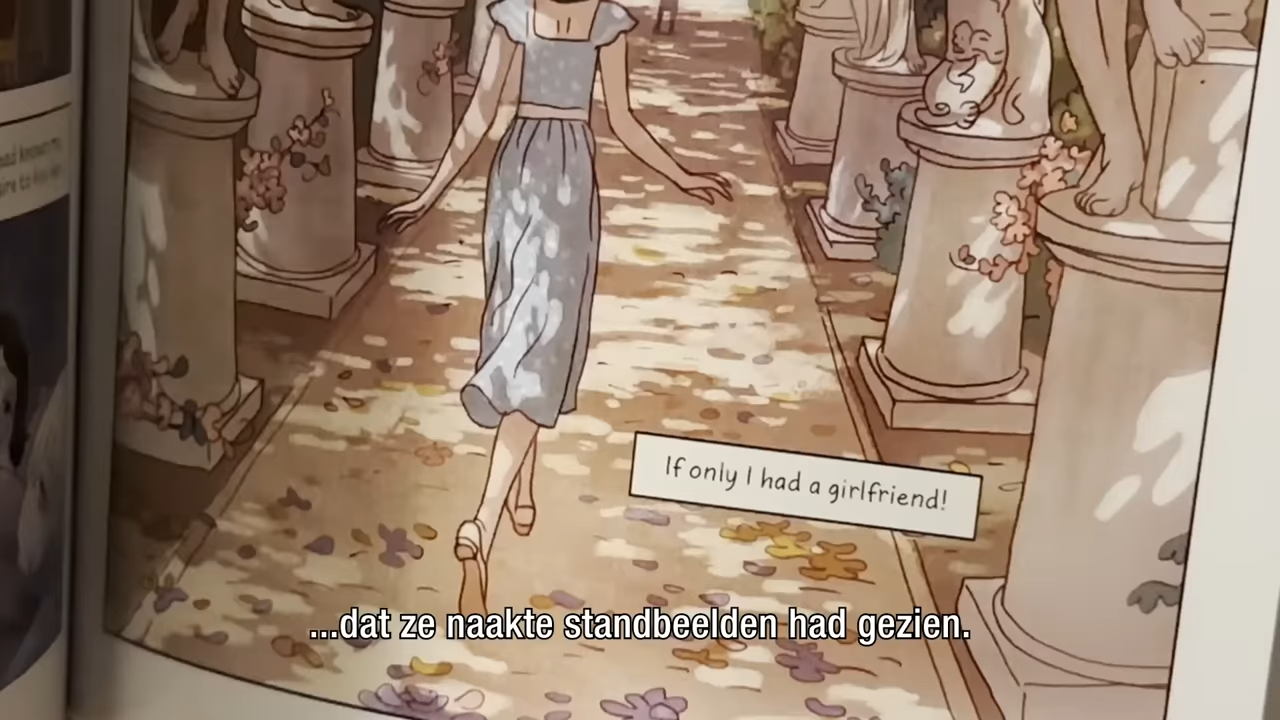 If only I had a girlfriend!
...dat ze naakte standbeelden had gezien.